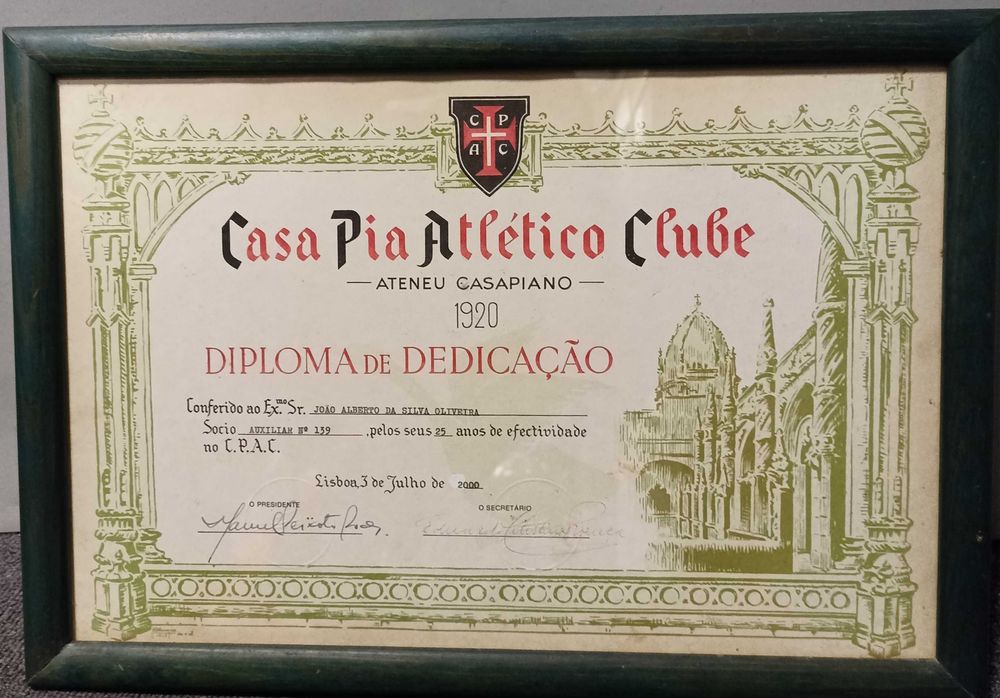 C P
A C
Casa Pia Atlético Clube
— ATENEU CASAPIANO —
1920
DIPLOMA DE DEDICAÇÃO
Conferido ao Ex.mo Sr. JOÃO ALBERTO DA SILVA OLIVEIRA
Socio AUXILIAR Nº 139 , pelos seus 25 anos de efectividade
no C.P.A.C.
Lisboa, 3 de Julho de 2000
O PRESIDENTE
O SECRETÁRIO